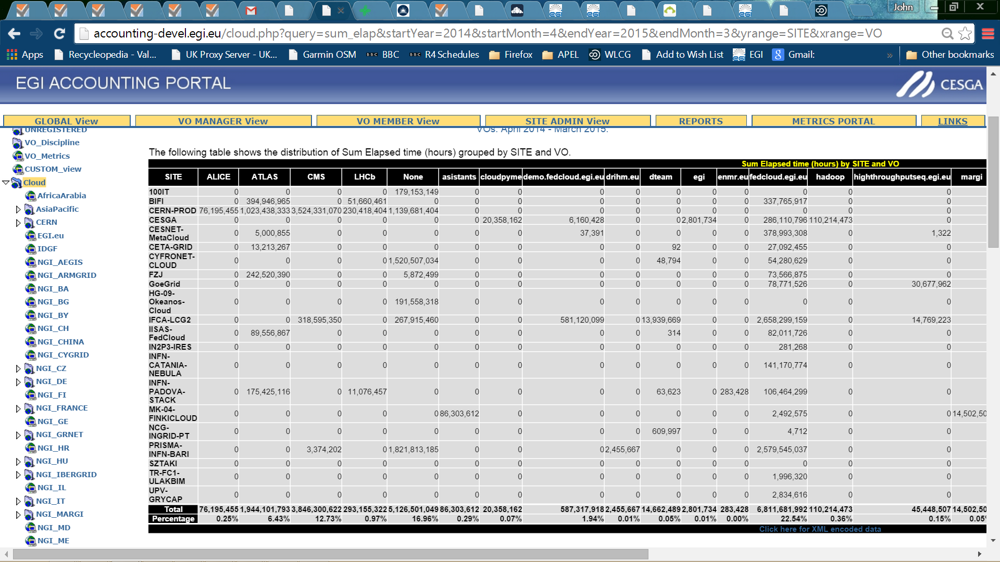 John
accounting-devel.egi.eu/cloud.php?query=sum_elap&startYear=2014&startMonth=4&endYear=2015&endMonth=3&yrange=SITE&xrange=VO
Apps Recycleopedia - Val... UK Proxy Server - UK... Garmin OSM BBC BBC BBC R4 Schedules Firefox APEL WLCG Add to Wish List EGI Gmail: » Other bookmarks
EGI ACCOUNTING PORTAL
CESGA
GLOBAL View VO MANAGER View VO MEMBER View SITE ADMIN View REPORTS METRICS PORTAL LINKS
UNREGISTERED
VO_Discipline
VO_Metrics
CUSTOM_view
Cloud
AfricaArabia
AsiaPacific
CERN
EGI.eu
IDGF
NGI_AEGIS
NGI_ARMGRID
NGI_BA
NGI_BG
NGI_BY
NGI_CH
NGI_CHINA
NGI_CYGRID
NGI_CZ
NGI_DE
NGI_FI
NGI_FRANCE
NGI_GE
NGI_GRNET
NGI_HR
NGI_HU
NGI_IBERGRID
NGI_IL
NGI_IT
NGI_MARGI
NGI_MD
NGI_ME
VOs. April 2014 - March 2015.
The following table shows the distribution of Sum Elapsed time (hours) grouped by SITE and VO.
Sum Elapsed time (hours) by SITE and VO
SITE ALICE ATLAS CMS LHCb None asistants cloudpyme demo.fedcloud.egi.eu drihm.eu dteam egi enmr.eu fedcloud.egi.eu hadoop highthroughputseq.egi.eu margi
100IT 0 0 0 0 179,153,149 0 0 0 0 0 0 0 0 0 0
BIFI 0 394,946,965 0 51,660,461 0 0 0 0 0 0 0 0 337,765,917 0 0
CERN-PROD 76,195,455 1,023,438,333 3,524,331,070 230,418,404 1,139,681,404 0 0 0 0 0 0 0 0 0 0
CESGA 0 0 0 0 0 0 20,358,162 6,160,428 0 0 2,801,734 0 286,110,796 110,214,473 0
CESNET-
MetaCloud 0 5,000,855 0 0 0 0 0 37,391 0 0 0 0 378,993,308 0 1,322
CETA-GRID 0 13,213,267 0 0 0 0 0 0 0 92 0 0 27,092,455 0 0
CYFRONET-
CLOUD 0 0 0 0 1,520,507,034 0 0 0 0 48,794 0 0 54,280,629 0 0
FZJ 0 242,520,390 0 0 5,872,499 0 0 0 0 0 0 0 73,566,875 0 0
GoeGrid 0 0 0 0 0 0 0 0 0 0 0 0 78,771,526 0 30,677,962
HG-09-
Okeanos-
Cloud 0 0 0 0 191,558,318 0 0 0 0 0 0 0 0 0 0
IFCA-LCG2 0 0 318,595,350 0 267,915,460 0 0 581,120,099 0 13,939,669 0 0 2,658,299,159 0 14,769,223
IISAS-
FedCloud 0 89,556,867 0 0 0 0 0 0 0 314 0 0 82,011,726 0 0
IN2P3-IRES 0 0 0 0 0 0 0 0 0 0 0 0 281,268 0 0
INFN-
CATANIA-
NEBULA 0 0 0 0 0 0 0 0 0 0 0 0 141,170,774 0 0
INFN-
PADOVA-
STACK 0 175,425,116 0 11,076,457 0 0 0 0 0 63,623 0 283,428 106,464,299 0 0
MK-04-
FINKICLOUD 0 0 0 0 0 86,303,612 0 0 0 0 0 0 2,492,575 0 0 14,502,50
NCG-
INGRID-PT 0 0 0 0 0 0 0 0 0 609,997 0 0 4,712 0 0
PRISMA-
INFN-BARI 0 0 3,374,202 0 1,821,813,185 0 0 0 2,455,667 0 0 0 2,579,545,037 0 0
SZTAKI 0 0 0 0 0 0 0 0 0 0 0 0 0 0 0
TR-FC1-
ULAKBIM 0 0 0 0 0 0 0 0 0 0 0 0 1,996,320 0 0
UPV-
GRYCAP 0 0 0 0 0 0 0 0 0 0 0 0 2,834,616 0 0
Total 76,195,455 1,944,101,793 3,846,300,622 293,155,322 5,126,501,049 86,303,612 20,358,162 587,317,918 2,455,667 14,662,489 2,801,734 283,428 6,811,681,992 110,214,473 45,448,507 14,502,50
Percentage 0.25% 6.43% 12.73% 0.97% 16.96% 0.29% 0.07% 1.94% 0.01% 0.05% 0.01% 0.00% 22.54% 0.36% 0.15% 0.05%
Click here for XML encoded data